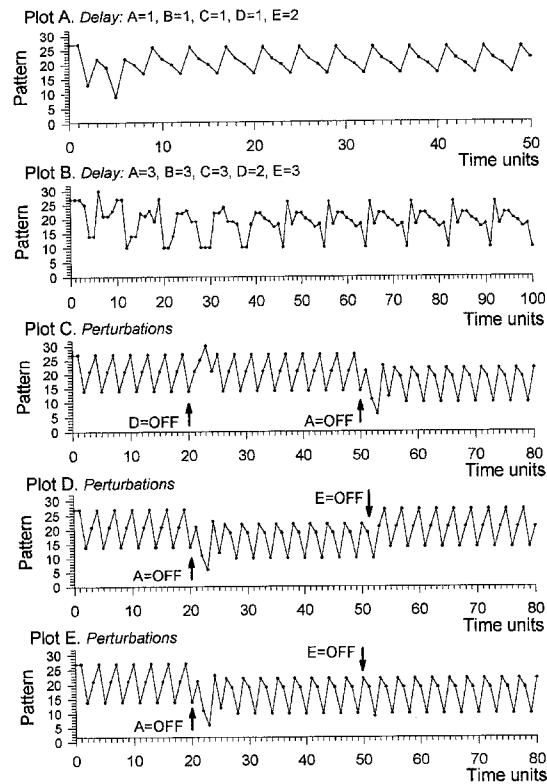 Plot A. Delay: A=1, B=1, C=1, D=1, E=2
Pattern
30
25
20
15
10
5
0
0 10 20 30 40 50
Time units
Plot B. Delay: A=3, B=3, C=3, D=2, E=3
Pattern
30
25
20
15
10
5
0
0 10 20 30 40 50 60 70 80 90 100
Time units
Plot C. Perturbations
Pattern
30
25
20
15
10
5
0
D=OFF
A=OFF
0 10 20 30 40 50 60 70 80
Time units
Plot D. Perturbations
Pattern
30
25
20
15
10
5
0
E=OFF
A=OFF
0 10 20 30 40 50 60 70 80
Time units
Plot E. Perturbations
Pattern
30
25
20
15
10
5
0
E=OFF
A=OFF
0 10 20 30 40 50 60 70 80
Time units